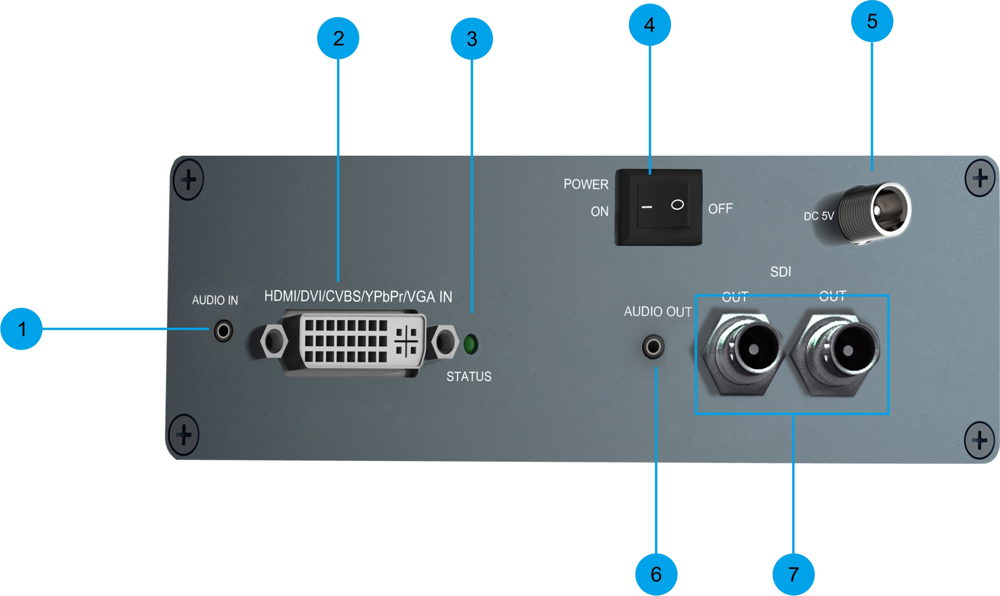 2
3
4
5
POWER
ON
I O
OFF
DC 5V
SDI
AUDIO IN
HDMI/DVI/CVBS/YPbPr/VGA IN
OUT
OUT
AUDIO OUT
1
STATUS
6
7